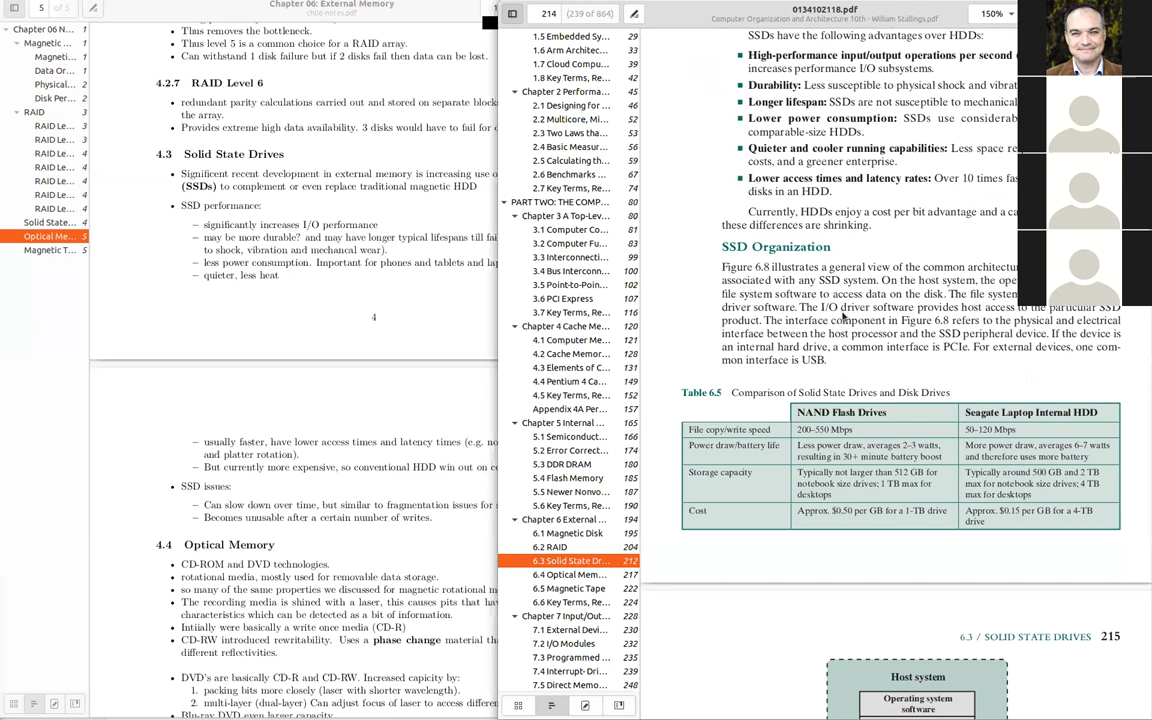 Chapter 06: External Memory
ch06-notes.pdf
5
of 5
Chapter 06 N... 1
Magnetic ... 1
Magneti... 1
Data Or... 1
Physical... 2
Disk Per... 2
RAID 3
RAID Le... 3
RAID Le... 3
RAID Le... 4
RAID Le... 4
RAID Le... 4
RAID Le... 4
RAID Le... 4
Solid State... 4
Optical Me... 5
Magnetic T... 5
• Thus removes the bottleneck.
• Thus level 5 is a common choice for a RAID array.
• Can withstand 1 disk failure but if 2 disks fail then data can be lost.
4.2.7 RAID Level 6
• redundant parity calculations carried out and stored on separate block
the array.
• Provides extreme high data availability. 3 disks would have to fail for
4.3 Solid State Drives
• Significant recent development in external memory is increasing use o
(SSDs) to complement or even replace traditional magnetic HDD
• SSD performance:
– significantly increases I/O performance
– may be more durable? and may have longer typical lifespans till fai
to shock, vibration and mechancal wear).
– less power consumption. Important for phones and tablets and lap
– quieter, less heat
4
– usually faster, have lower access times and latency times (e.g. no
and platter rotation).
– But currently more expensive, so conventional HDD win out on c
• SSD issues:
– Can slow down over time, but similar to fragmentation issues for
– Becomes unusable after a certain number of writes.
4.4 Optical Memory
• CD-ROM and DVD technologies.
• rotational media, mostly used for removable data storage.
• so many of the same properties we discussed for magnetic rotational m
• The recording media is shined with a laser, this causes pits that hav
characteristics which can be detected as a bit of information.
• Intiially were basically a write once media (CD-R)
• CD-RW introduced rewritability. Uses a phase change material th
different reflectivities.
• DVD's are basically CD-R and CD-RW. Increased capacity by:
1. packing bits more closely (laser with shorter wavelength).
2. multi-layer (dual-layer) Can adjust focus of laser to access differe
• Blu-ray DVD even larger capacity
214
(239 of 864)
0134102118.pdf
Computer Organization and Architecture 10th - William Stallings.pdf
150%
1.5 Embedded Sy... 29
1.6 Arm Architec... 33
1.7 Cloud Compu... 39
1.8 Key Terms, Re... 42
Chapter 2 Performa... 45
2.1 Designing for ... 46
2.2 Multicore, Mi... 52
2.3 Two Laws tha... 53
2.4 Basic Measur... 56
2.5 Calculating th... 59
2.6 Benchmarks ... 67
2.7 Key Terms, Re... 74
PART TWO: THE COMP... 80
Chapter 3 A Top-Lev... 80
3.1 Computer Co... 81
3.2 Computer Fu... 83
3.3 Interconnecti... 99
3.4 Bus Interconn... 100
3.5 Point-to-Poin... 102
3.6 PCI Express 107
3.7 Key Terms, Re... 116
Chapter 4 Cache Me... 120
4.1 Computer Me... 121
4.2 Cache Memor... 128
4.3 Elements of C... 131
4.4 Pentium 4 Ca... 149
4.5 Key Terms, Re... 152
Appendix 4A Per... 157
Chapter 5 Internal ... 165
5.1 Semiconduct... 166
5.2 Error Correct... 174
5.3 DDR DRAM 180
5.4 Flash Memory 185
5.5 Newer Nonvo... 187
5.6 Key Terms, Re... 190
Chapter 6 External ... 194
6.1 Magnetic Disk 195
6.2 RAID 204
6.3 Solid State Dr... 212
6.4 Optical Mem... 217
6.5 Magnetic Tape 222
6.6 Key Terms, Re... 224
Chapter 7 Input/Out... 228
7.1 External Devi... 230
7.2 I/O Modules 232
7.3 Programmed ... 235
7.4 Interrupt- Dri... 239
7.5 Direct Memo... 248
SSDs have the following advantages over HDDs:
■ High-performance input/output operations per second
increases performance I/O subsystems.
■ Durability: Less susceptible to physical shock and vibrat
■ Longer lifespan: SSDs are not susceptible to mechanical
■ Lower power consumption: SSDs use considerab
comparable-size HDDs.
■ Quieter and cooler running capabilities: Less space re
costs, and a greener enterprise.
■ Lower access times and latency rates: Over 10 times fas
disks in an HDD.
Currently, HDDs enjoy a cost per bit advantage and a ca
these differences are shrinking.
SSD Organization
Figure 6.8 illustrates a general view of the common architectu
associated with any SSD system. On the host system, the ope
file system software to access data on the disk. The file system
driver software. The I/O driver software provides host access to the particular SSD
product. The interface component in Figure 6.8 refers to the physical and electrical
interface between the host processor and the SSD peripheral device. If the device is
an internal hard drive, a common interface is PCIe. For external devices, one com-
mon interface is USB.
Table 6.5 Comparison of Solid State Drives and Disk Drives
NAND Flash Drives Seagate Laptop Internal HDD
File copy/write speed 200–550 Mbps 50–120 Mbps
Power draw/battery life Less power draw, averages 2–3 watts, More power draw, averages 6–7 watts
resulting in 30+ minute battery boost and therefore uses more battery
Storage capacity Typically not larger than 512 GB for Typically around 500 GB and 2 TB
notebook size drives; 1 TB max for max for notebook size drives; 4 TB
desktops max for desktops
Cost Approx. $0.50 per GB for a 1-TB drive Approx. $0.15 per GB for a 4-TB
drive
6.3 / SOLID STATE DRIVES 215
Host system
Operating system
software